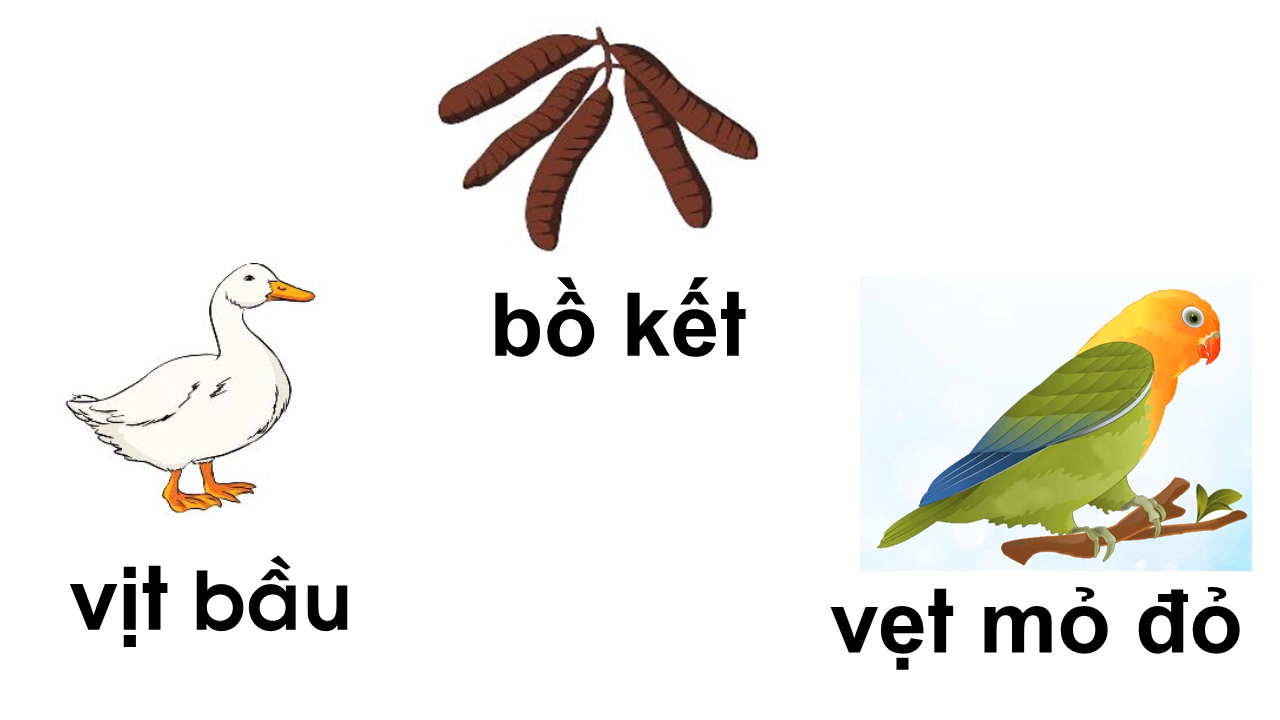 bồ kết
vịt bầu
vẹt mỏ đỏ